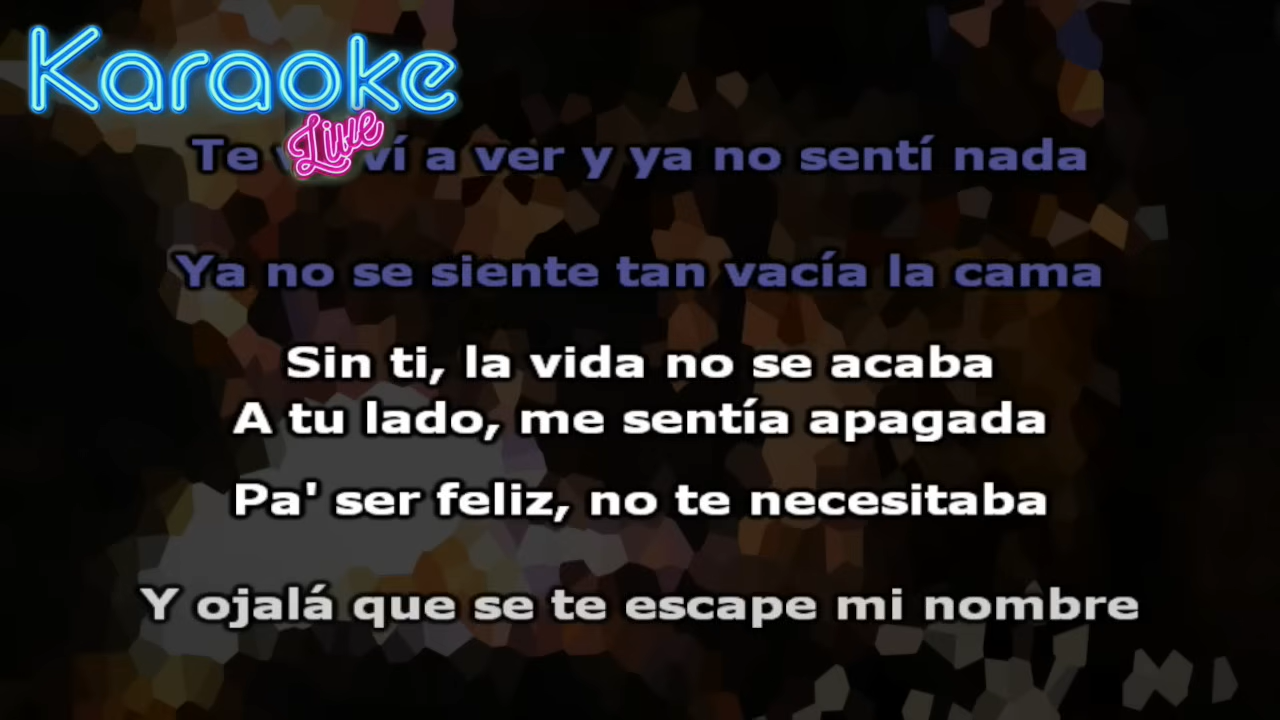 Karaoke
Live
Te ví a ver y ya no sentí nada
Ya no se siente tan vacía la cama
Sin ti, la vida no se acaba
A tu lado, me sentía apagada
Pa' ser feliz, no te necesitaba
Y ojalá que se te escape mi nombre